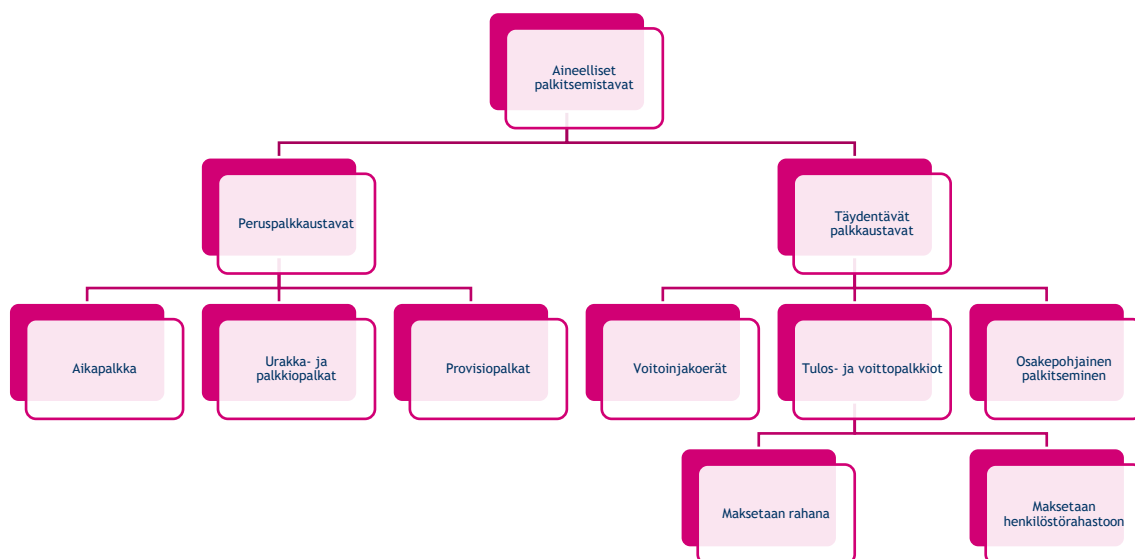 Aineelliset
palkitsemistavat
Peruspalkkaustavat
Täydentävät
palkkaustavat
Aikapalkka
Urakka- ja
palkkiopalkat
Provisiopalkat
Voitoinjakoerät
Tulos- ja voittopalkkiot
Osakepohjainen
palkitseminen
Maksetaan rahana
Maksetaan
henkilöstörahastoon